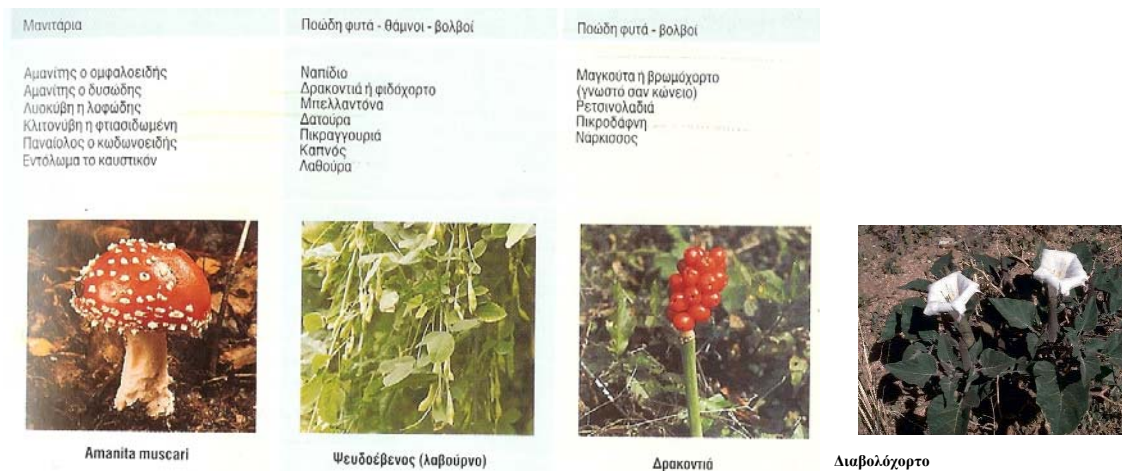 Μανιτάρια
Αμανίτης ο ομφαλοειδής
Αμανίτης ο δυσώδης
Λυοκύβη η λοφώδης
Κλιτονύβη η φτιασιδωμένη
Παναίολος ο κωδωνοειδής
Εντόλωμα το καυστικόν
Amanita muscari
Ποώδη φυτά - θάμνοι - βολβοί
Ναπίδιο
Δρακοντιά ή φιδόχορτο
Μπελλαντόνα
Δατούρα
Πικραγγουριά
Καπνός
Λαθούρα
Ψευδοέβενος (λαβούρνο)
Ποώδη φυτά - βολβοί
Μαγκούτα ή βρωμόχορτο
(γνωστό σαν κώνειο)
Ρετσινολαδιά
Πικροδάφνη
Νάρκισσος
Δρακοντιά
Διαβολόχορτο